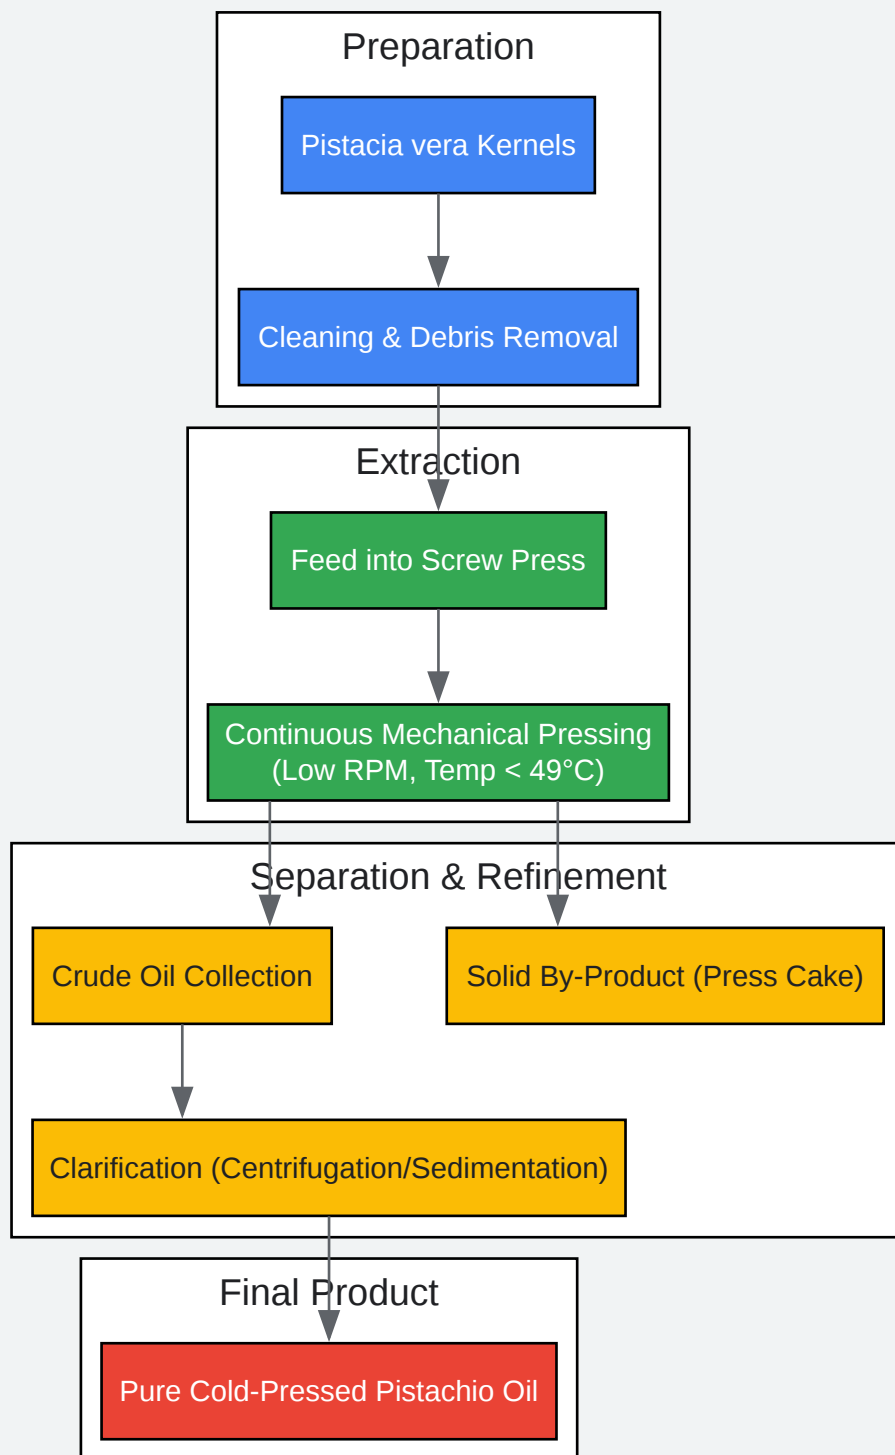 Preparation
Pistacia vera Kernels
Cleaning & Debris Removal
Extraction
Feed into Screw Press
Continuous Mechanical Pressing
(Low RPM, Temp < 49°C)
Separation & Refinement
Crude Oil Collection
Solid By-Product (Press Cake)
Clarification (Centrifugation/Sedimentation)
Final Product
Pure Cold-Pressed Pistachio Oil